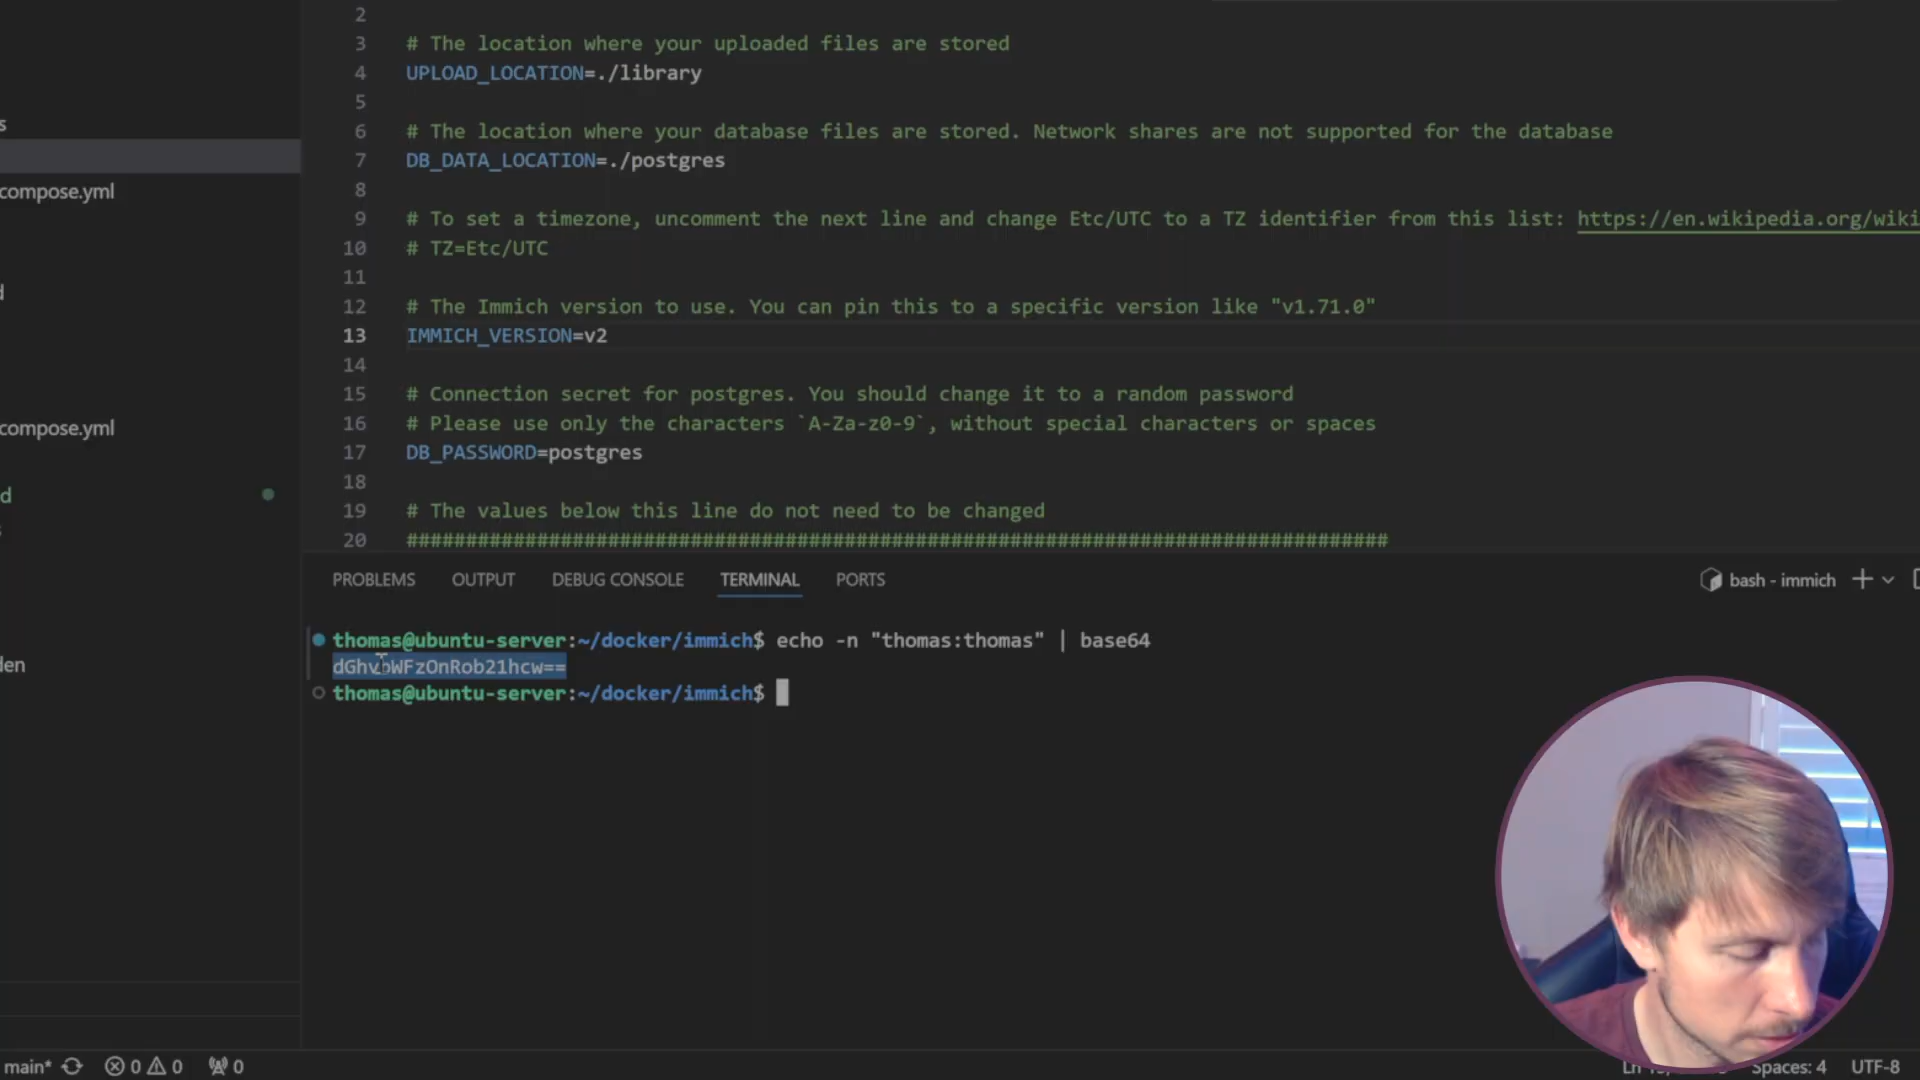 2
3 # The location where your uploaded files are stored
4 UPLOAD_LOCATION=./library
5
6 # The location where your database files are stored. Network shares are not supported for the database
7 DB_DATA_LOCATION=./postgres
8
9 # To set a timezone, uncomment the next line and change Etc/UTC to a TZ identifier from this list: https://en.wikipedia.org/wiki
10 # TZ=Etc/UTC
11
12 # The Immich version to use. You can pin this to a specific version like "v1.71.0"
13 IMMICH_VERSION=v2
14
15 # Connection secret for postgres. You should change it to a random password
16 # Please use only the characters `A-Za-z0-9`, without special characters or spaces
17 DB_PASSWORD=postgres
18
19 # The values below this line do not need to be changed
20 ###################################################################################
s
compose.yml
d
compose.yml
d
den
PROBLEMS OUTPUT DEBUG CONSOLE TERMINAL PORTS
bash - immich
thomas@ubuntu-server:~/docker/immich$ echo -n "thomas:thomas" | base64
dGhvbWFzOnRob21hcw==
thomas@ubuntu-server:~/docker/immich$
main* 0 0 0
Spaces: 4 UTF-8